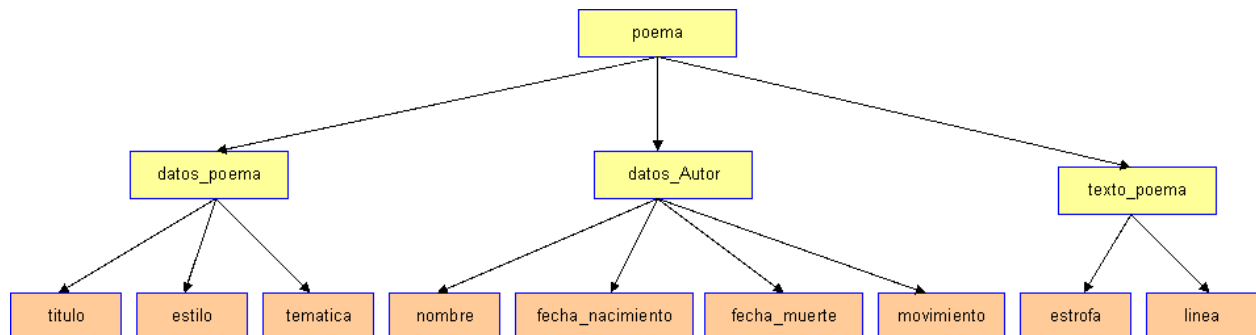 poema
datos_poema
datos_Autor
texto_poema
titulo
estilo
tematica
nombre
fecha_nacimiento
fecha_muerte
movimiento
estrofa
linea